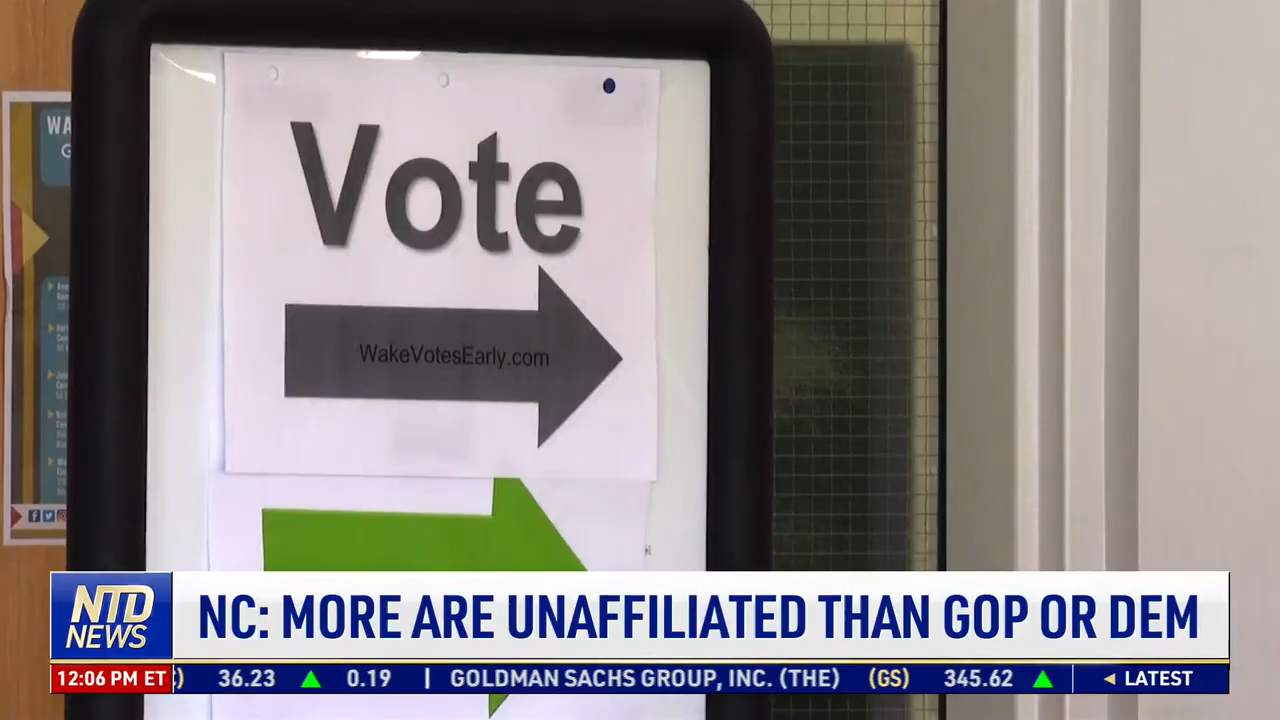 WA
G
Vote
WakeVotesEarly.com
NTD
NEWS
NC: MORE ARE UNAFFILIATED THAN GOP OR DEM
12:06 PM ET
) 36.23 ▲ 0.19 | GOLDMAN SACHS GROUP, INC. (THE) (GS) 345.62 ▲
◄ LATEST